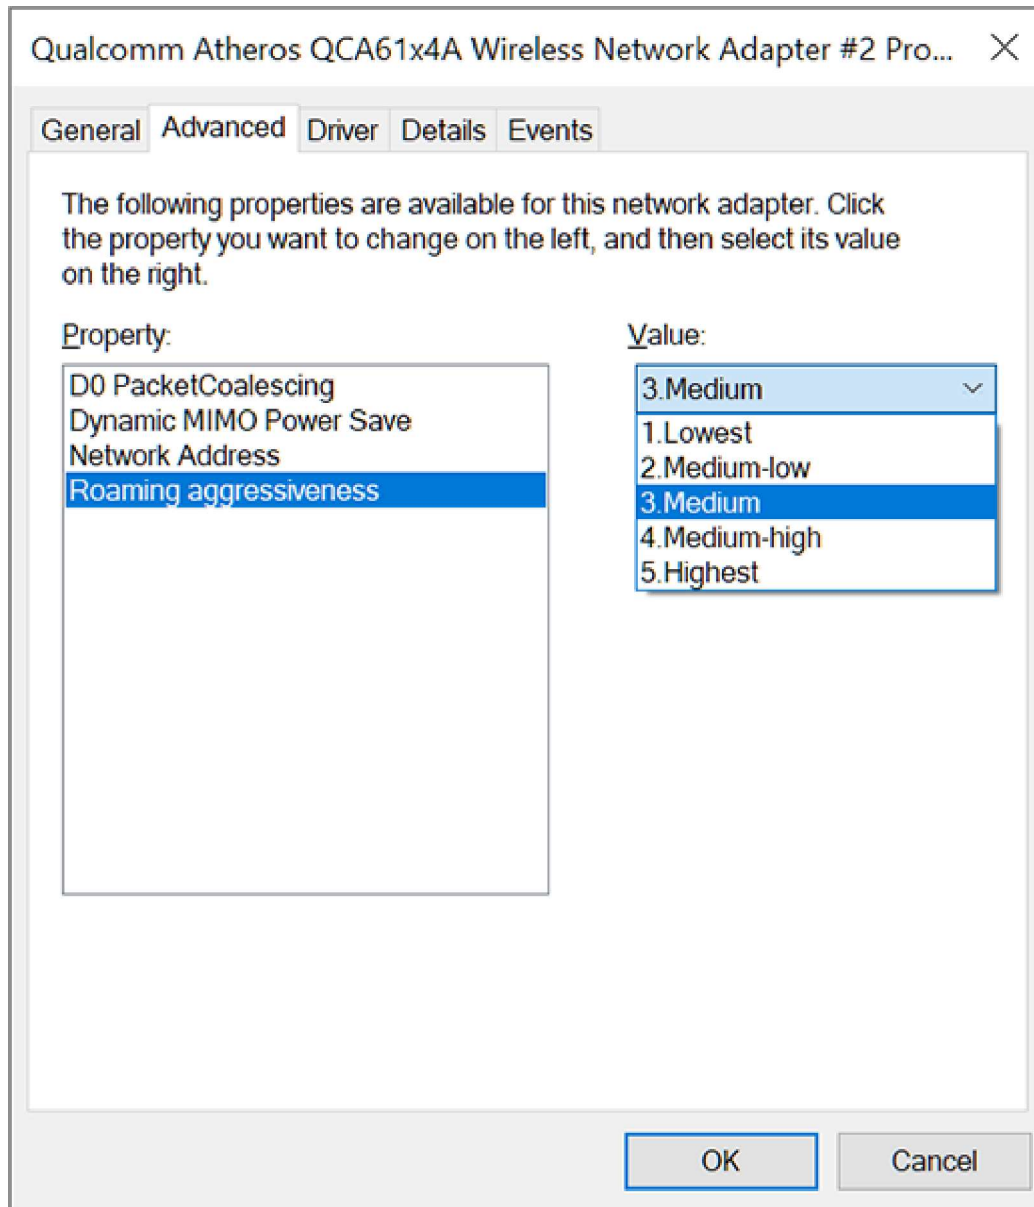 Qualcomm Atheros QCA61x4A Wireless Network Adapter #2 Pro...
General Advanced Driver Details Events
The following properties are available for this network adapter. Click
the property you want to change on the left, and then select its value
on the right.
Property:
D0 PacketCoalescing
Dynamic MIMO Power Save
Network Address
Roaming aggressiveness
Value:
3.Medium
1.Lowest
2.Medium-low
3.Medium
4.Medium-high
5.Highest
OK Cancel